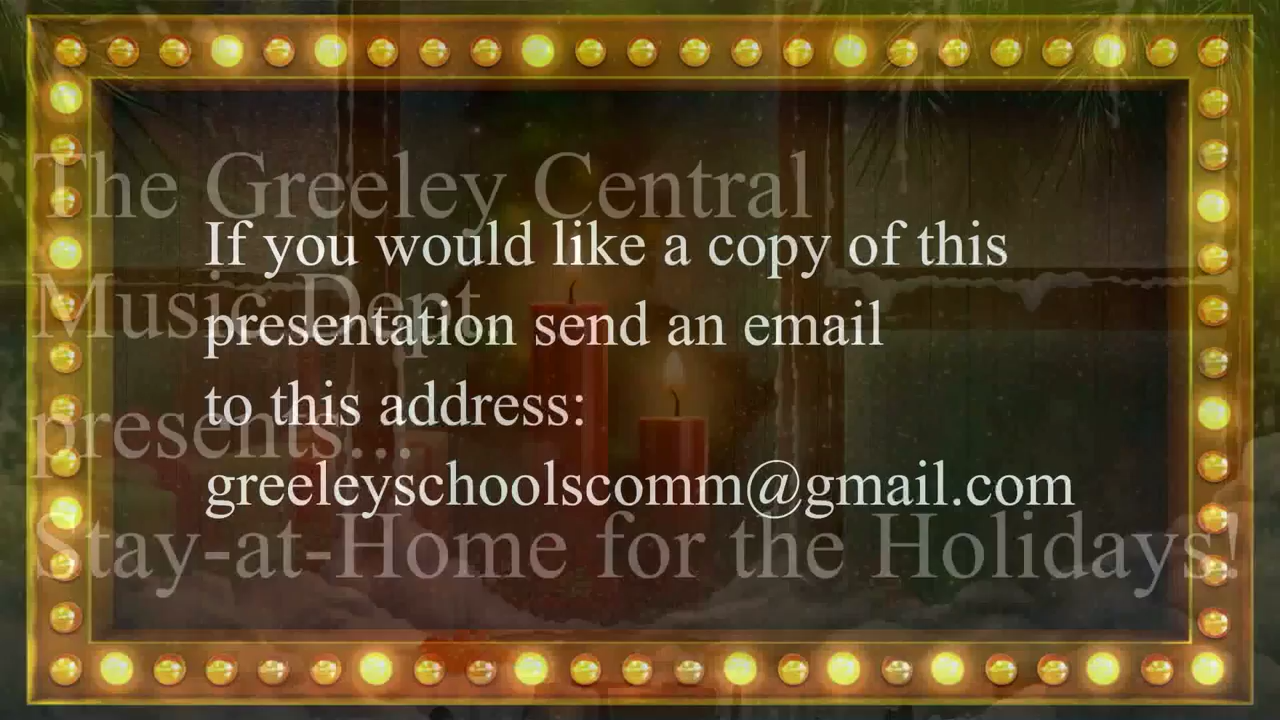 The Greeley Central
If you would like a copy of this
Music Dept.
presentation send an email
to this address:
presents...
greeleyschoolscomm@gmail.com
Stay-at-Home for the Holidays!